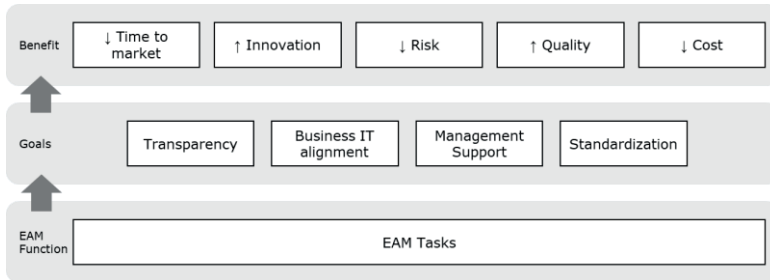 Benefit
↓ Time to
market
↑ Innovation
↓ Risk
↑ Quality
↓ Cost
Goals
Transparency
Business IT
alignment
Management
Support
Standardization
EAM
Function
EAM Tasks